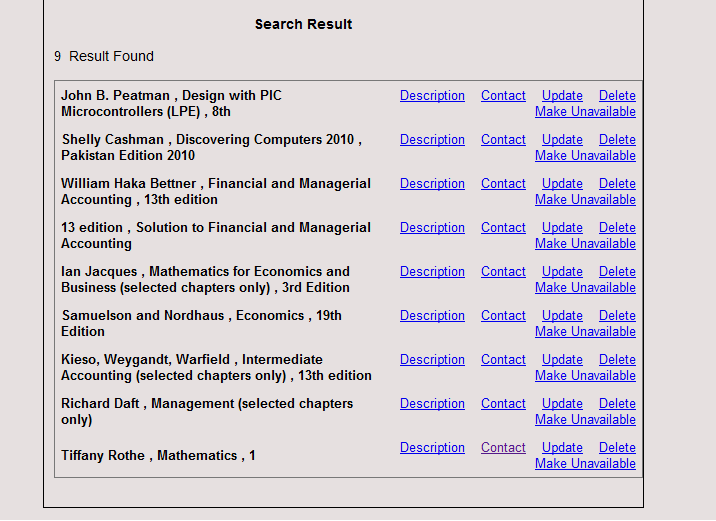 Search Result
9 Result Found
John B. Peatman , Design with PIC Microcontrollers (LPE) , 8th
Description Contact Update Delete
Make Unavailable
Shelly Cashman , Discovering Computers 2010 , Pakistan Edition 2010
Description Contact Update Delete
Make Unavailable
William Haka Bettner , Financial and Managerial Accounting , 13th edition
Description Contact Update Delete
Make Unavailable
13 edition , Solution to Financial and Managerial Accounting
Description Contact Update Delete
Make Unavailable
Ian Jacques , Mathematics for Economics and Business (selected chapters only) , 3rd Edition
Description Contact Update Delete
Make Unavailable
Samuelson and Nordhaus , Economics , 19th Edition
Description Contact Update Delete
Make Unavailable
Kieso, Weygandt, Warfield , Intermediate Accounting (selected chapters only) , 13th edition
Description Contact Update Delete
Make Unavailable
Richard Daft , Management (selected chapters only)
Description Contact Update Delete
Make Unavailable
Tiffany Rothe , Mathematics , 1
Description Contact Update Delete
Make Unavailable